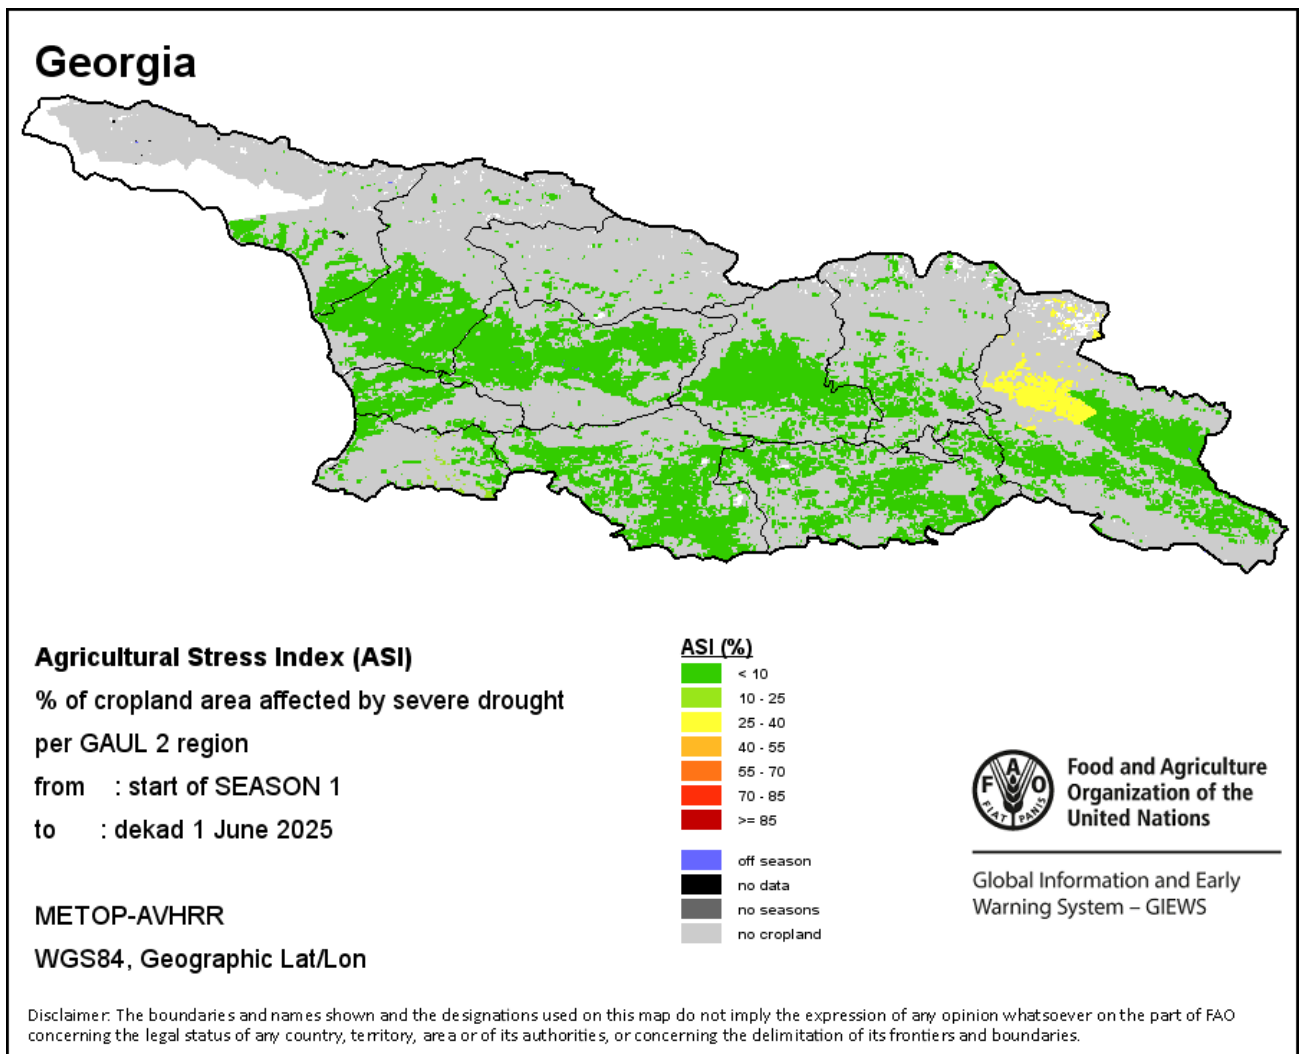 Georgia
Agricultural Stress Index (ASI)
% of cropland area affected by severe drought
per GAUL 2 region
from : start of SEASON 1
to : dekad 1 June 2025
METOP-AVHRR
WGS84, Geographic Lat/Lon
ASI (%)
< 10
10 - 25
25 - 40
40 - 55
55 - 70
70 - 85
>= 85
off season
no data
no seasons
no cropland
F A O
FIAT PANIS
Food and Agriculture
Organization of the
United Nations
Global Information and Early
Warning System – GIEWS
Disclaimer: The boundaries and names shown and the designations used on this map do not imply the expression of any opinion whatsoever on the part of FAO
concerning the legal status of any country, territory, area or of its authorities, or concerning the delimitation of its frontiers and boundaries.